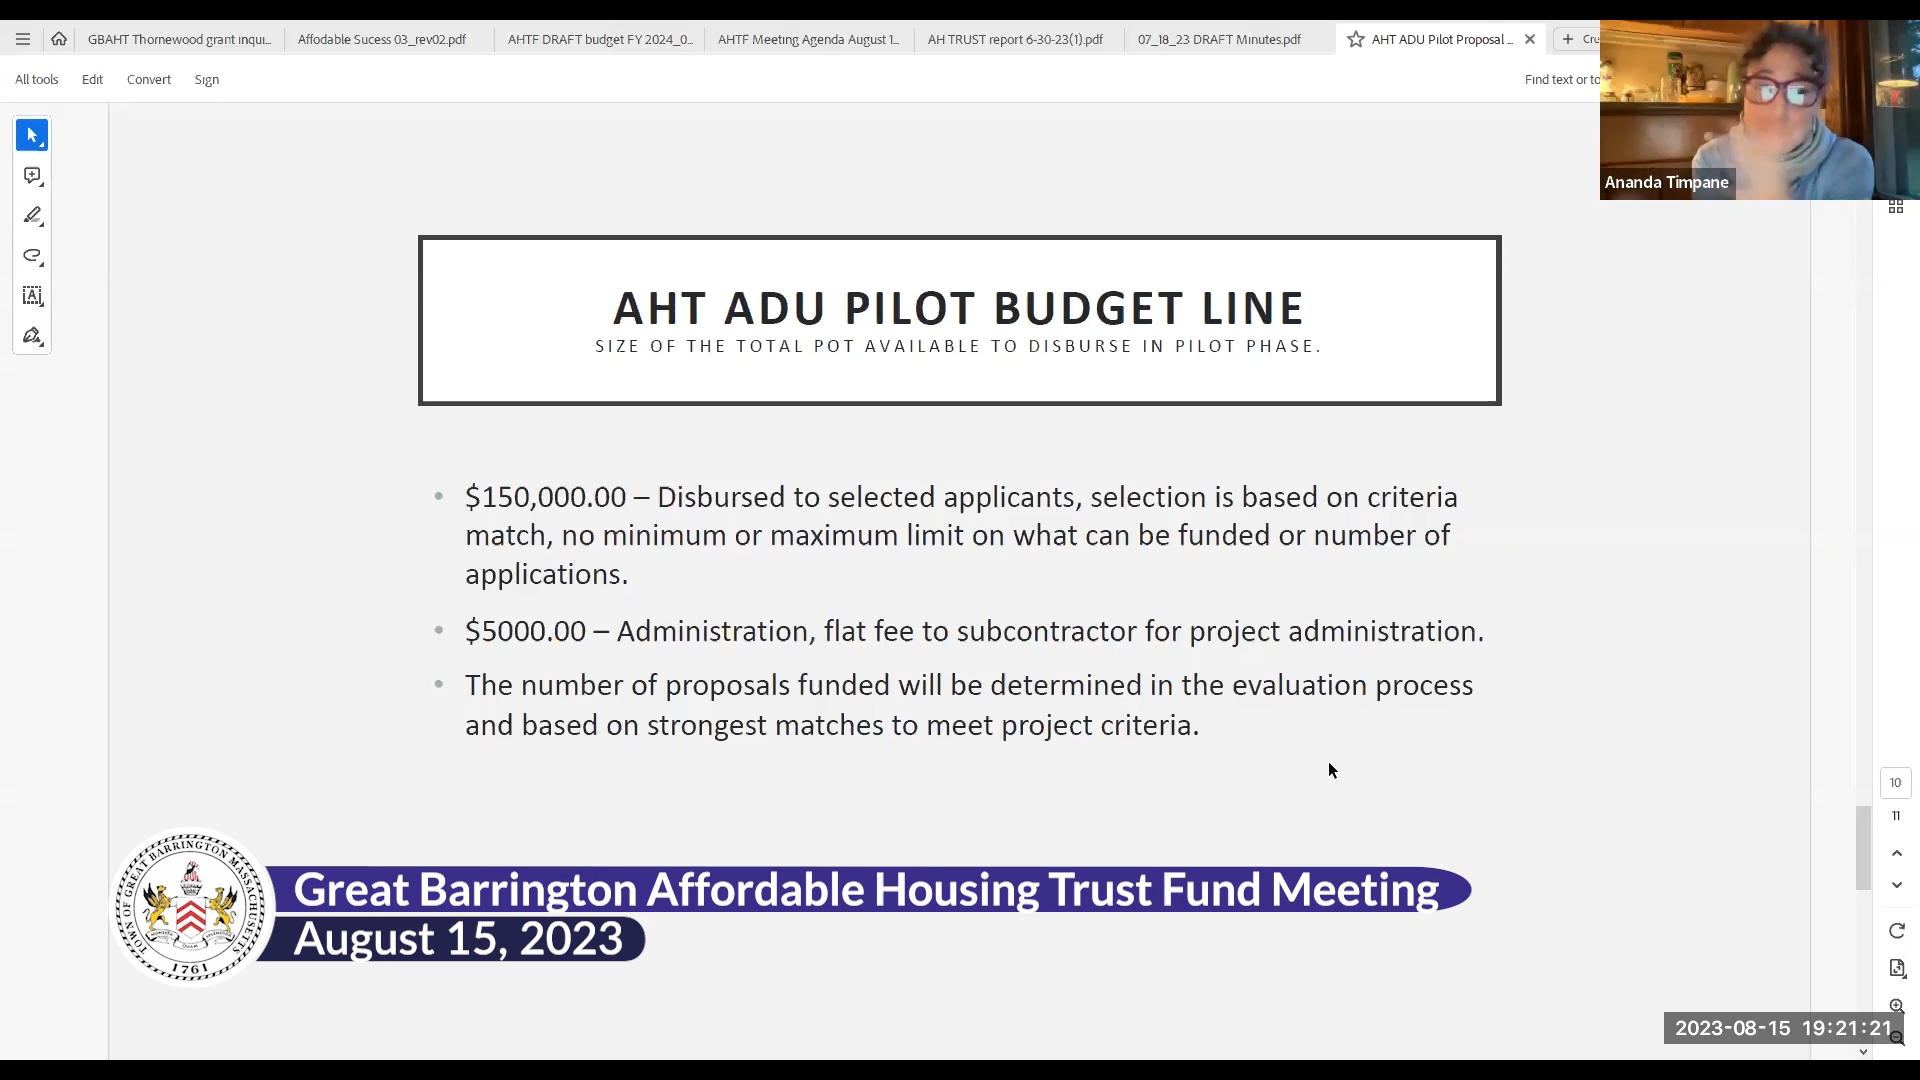 GBAHT Thornewood grant inqui...
Affodable Sucess 03_rev02.pdf
AHTF DRAFT budget FY 2024_0...
AHTF Meeting Agenda August 1...
AH TRUST report 6-30-23(1).pdf
07_18_23 DRAFT Minutes.pdf
AHT ADU Pilot Proposal ...
All tools
Edit
Convert
Sign
Find text or to
Ananda Timpane
AHT ADU PILOT BUDGET LINE
SIZE OF THE TOTAL POT AVAILABLE TO DISBURSE IN PILOT PHASE.
• $150,000.00 – Disbursed to selected applicants, selection is based on criteria
match, no minimum or maximum limit on what can be funded or number of
applications.
• $5000.00 – Administration, flat fee to subcontractor for project administration.
• The number of proposals funded will be determined in the evaluation process
and based on strongest matches to meet project criteria.
10
11
TOWN OF GREAT BARRINGTON MASSACHUSETTS
1761
Great Barrington Affordable Housing Trust Fund Meeting
August 15, 2023
2023-08-15 19:21:21